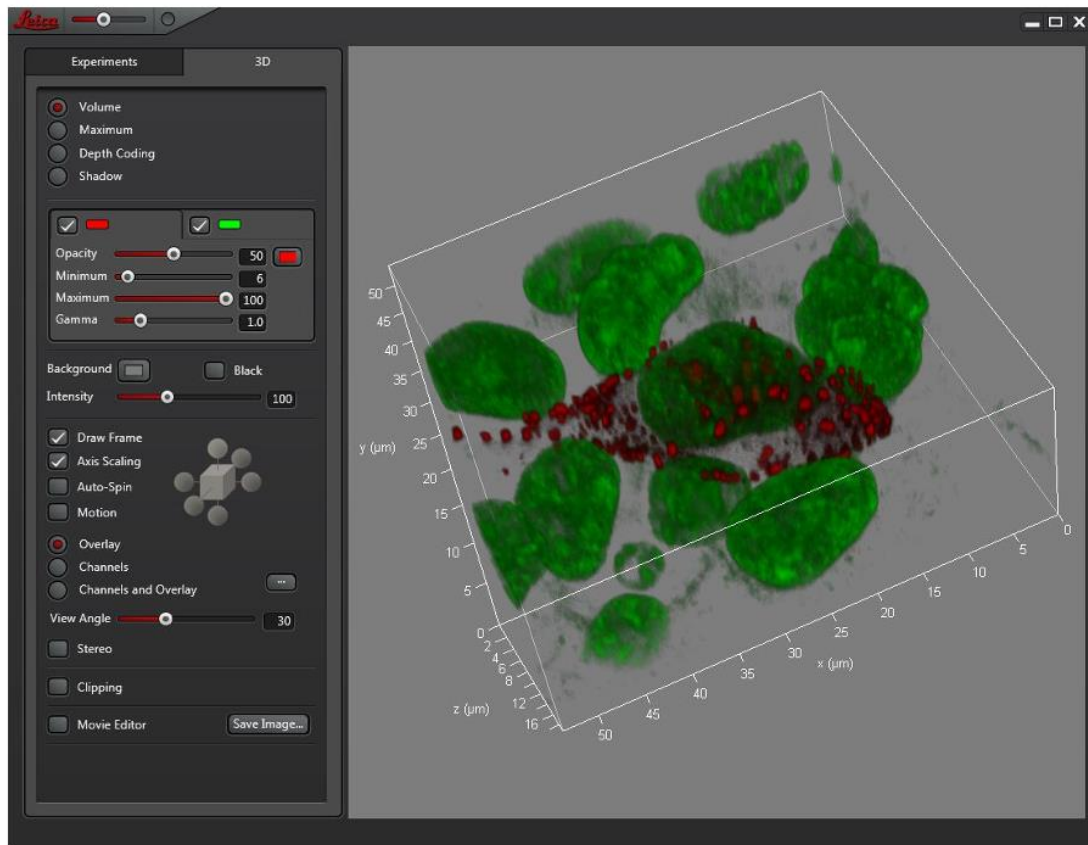 Leica
Experiments 3D
Volume
Maximum
Depth Coding
Shadow
Opacity 50
Minimum 6
Maximum 100
Gamma 1.0
Background Black
Intensity 100
Draw Frame
Axis Scaling
Auto-Spin
Motion
Overlay
Channels
Channels and Overlay ...
View Angle 30
Stereo
Clipping
Movie Editor Save Image...
50
45
40
35
30
25
y (µm)
20
15
10
5
0
2
4
6
8
12
16
z (µm)
50
45
40
35
30
x (µm)
25
20
15
10
5
0